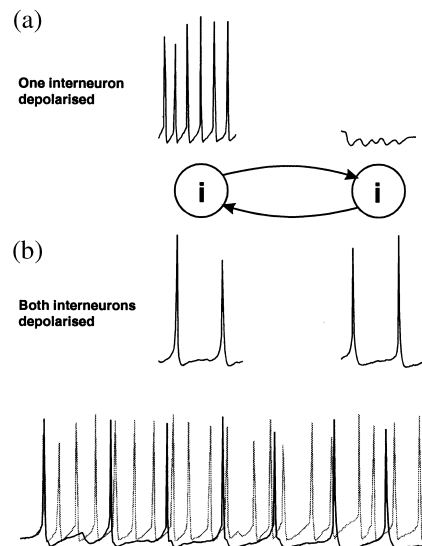 (a)
One interneuron
depolarised
i i
(b)
Both interneurons
depolarised